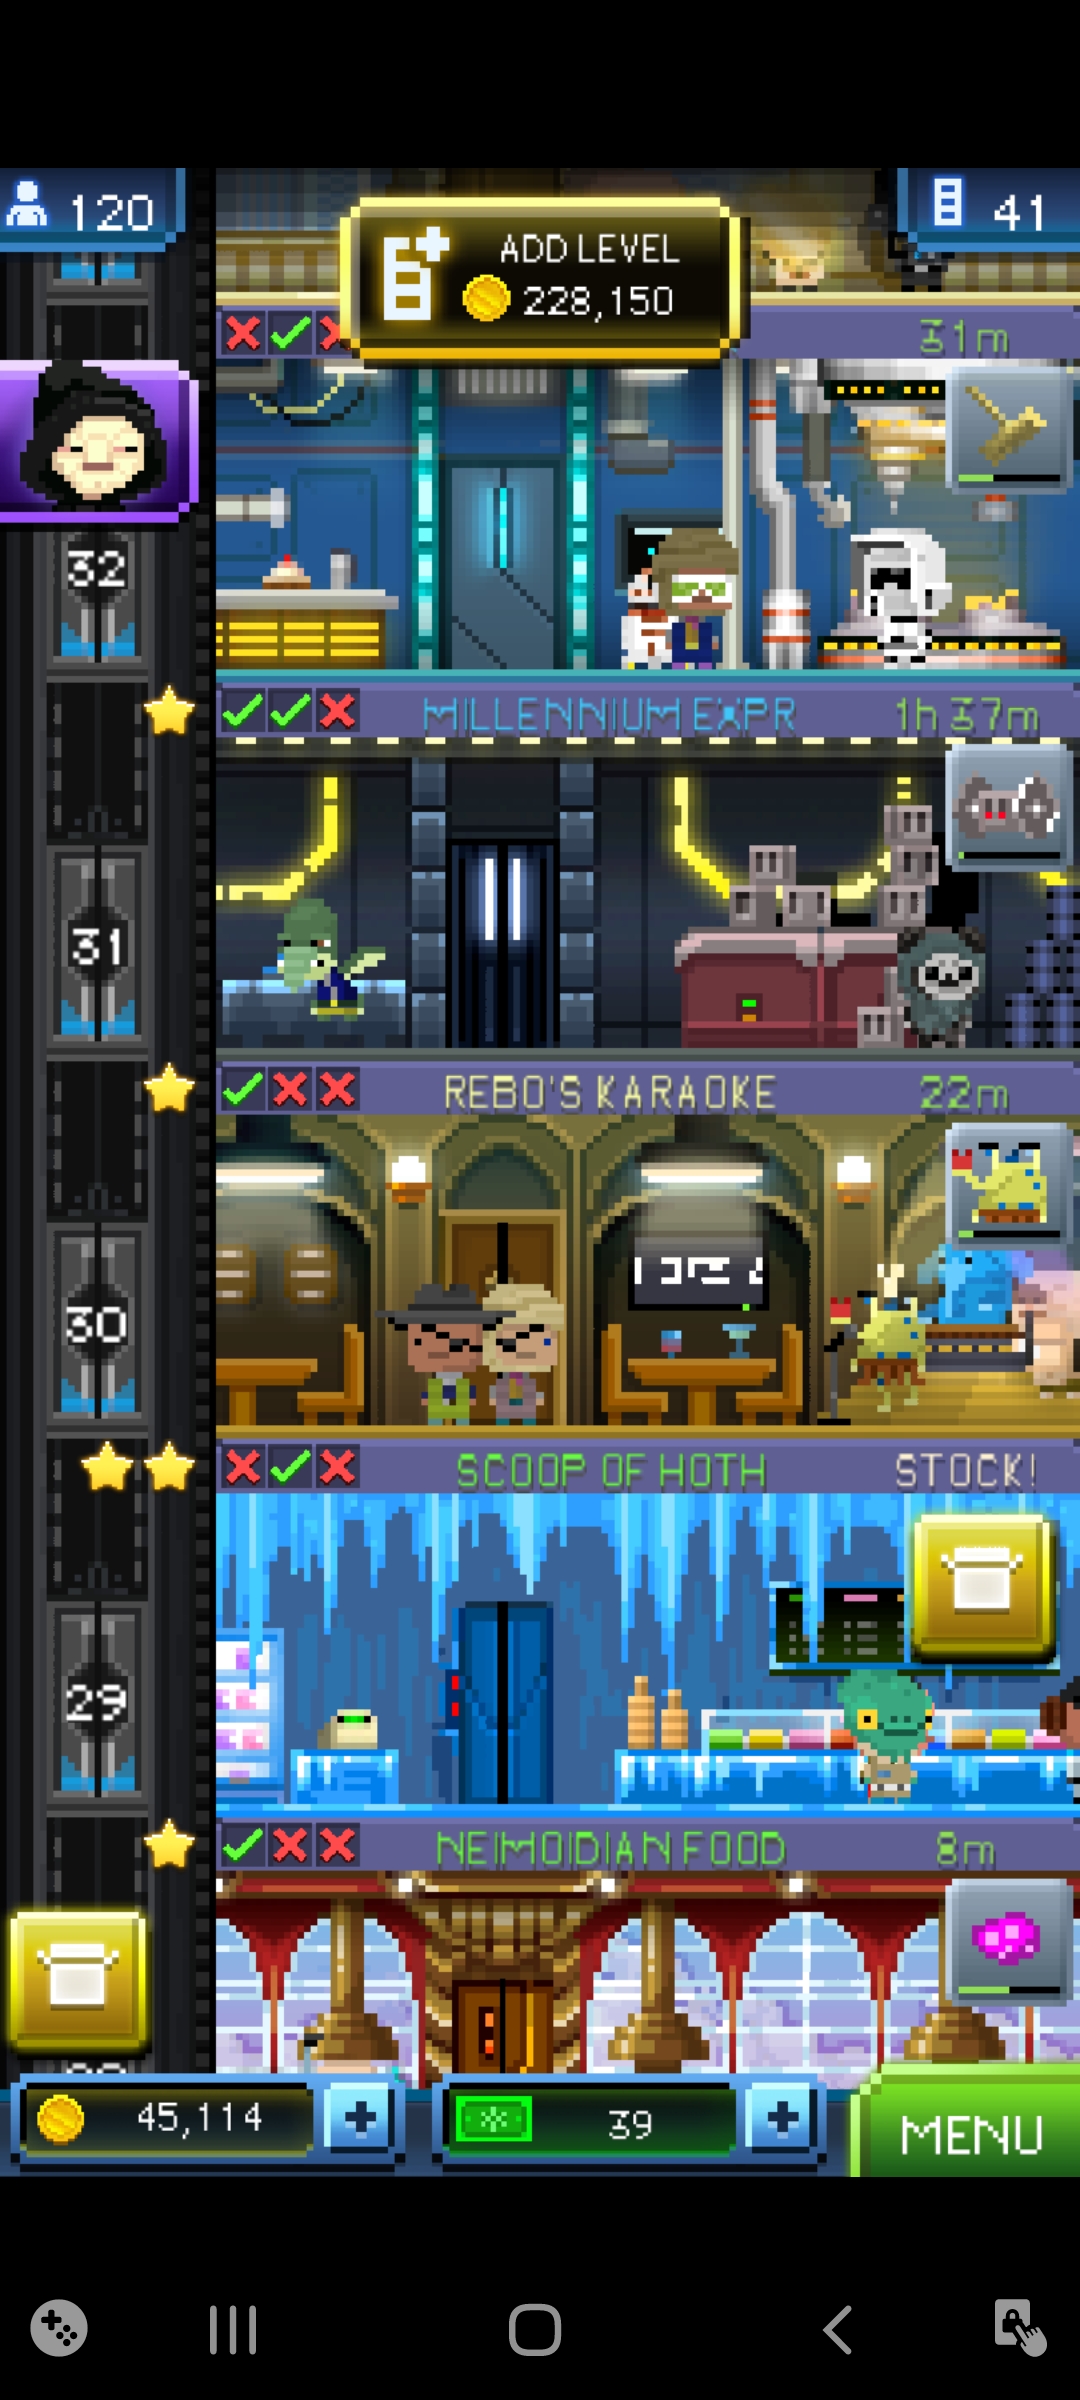 120
41
ADD LEVEL
228,150
31m
32
MILLENNIUM EXPR
1h 37m
31
REBO'S KARAOKE
22m
30
SCOOP OF HOTH
STOCK!
29
NEIMOIDIAN FOOD
8m
45,114
39
MENU